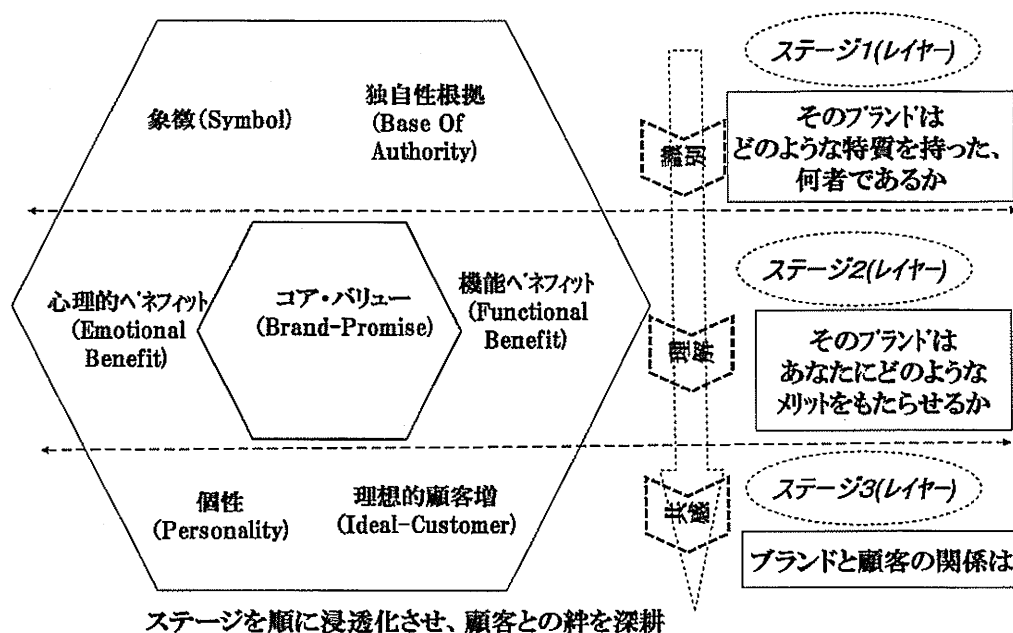 象徴(Symbol)
独自性根拠
(Base Of
Authority)
ステージ1(レイヤー)
識別
そのブランドは
どのような特質を持った、
何者であるか
心理的ベネフィット
(Emotional
Benefit)
コア・バリュー
(Brand-Promise)
機能ベネフィット
(Functional
Benefit)
ステージ2(レイヤー)
理解
そのブランドは
あなたにどのような
メリットをもたらせるか
個性
(Personality)
理想的顧客増
(Ideal-Customer)
ステージ3(レイヤー)
共感
ブランドと顧客の関係は
ステージを順に浸透化させ、顧客との絆を深耕